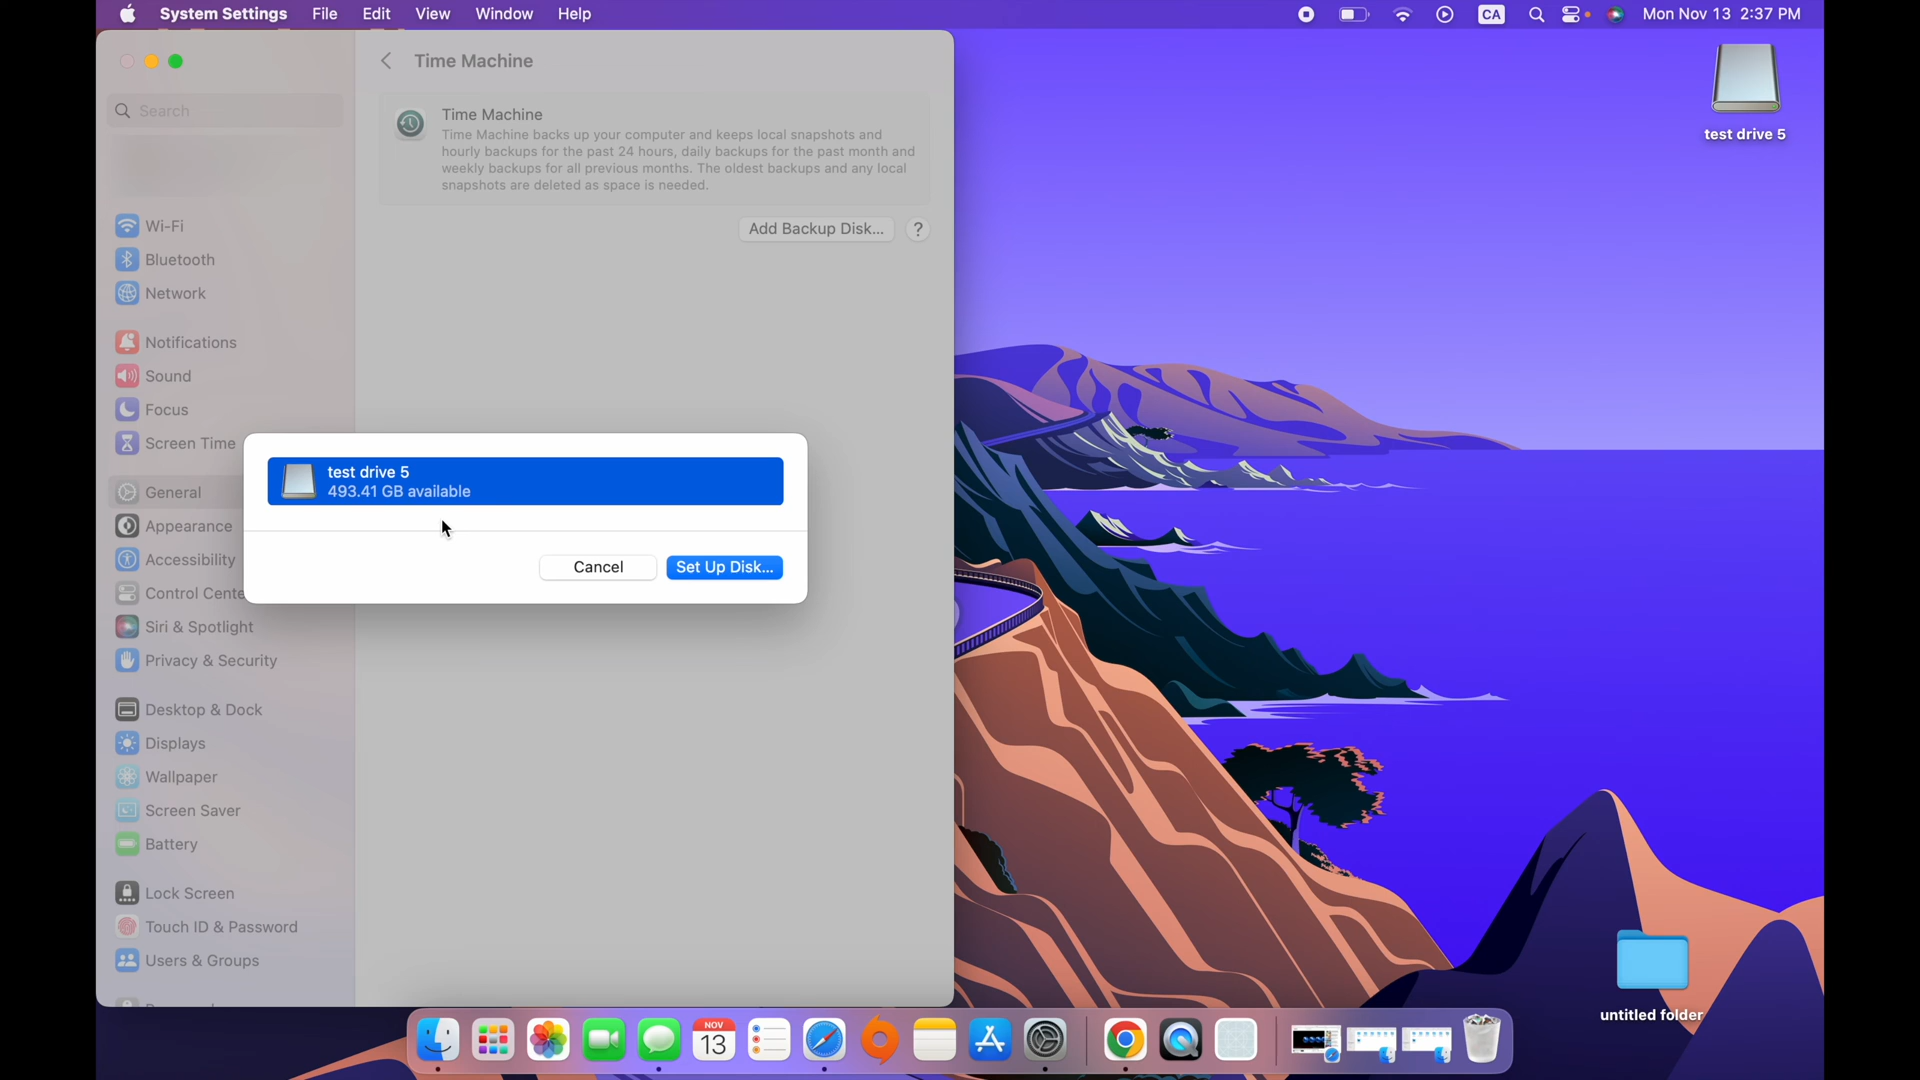 System Settings File Edit View Window Help
CA Mon Nov 13 2:37 PM
Time Machine
Search
Time Machine
Time Machine backs up your computer and keeps local snapshots and
hourly backups for the past 24 hours, daily backups for the past month and
weekly backups for all previous months. The oldest backups and any local
snapshots are deleted as space is needed.
Add Backup Disk... ?
test drive 5
Wi-Fi
Bluetooth
Network
Notifications
Sound
Focus
Screen Time
General
Appearance
Accessibility
Control Cente
Siri & Spotlight
Privacy & Security
Desktop & Dock
Displays
Wallpaper
Screen Saver
Battery
Lock Screen
Touch ID & Password
Users & Groups
test drive 5
493.41 GB available
Cancel Set Up Disk...
untitled folder
NOV
13